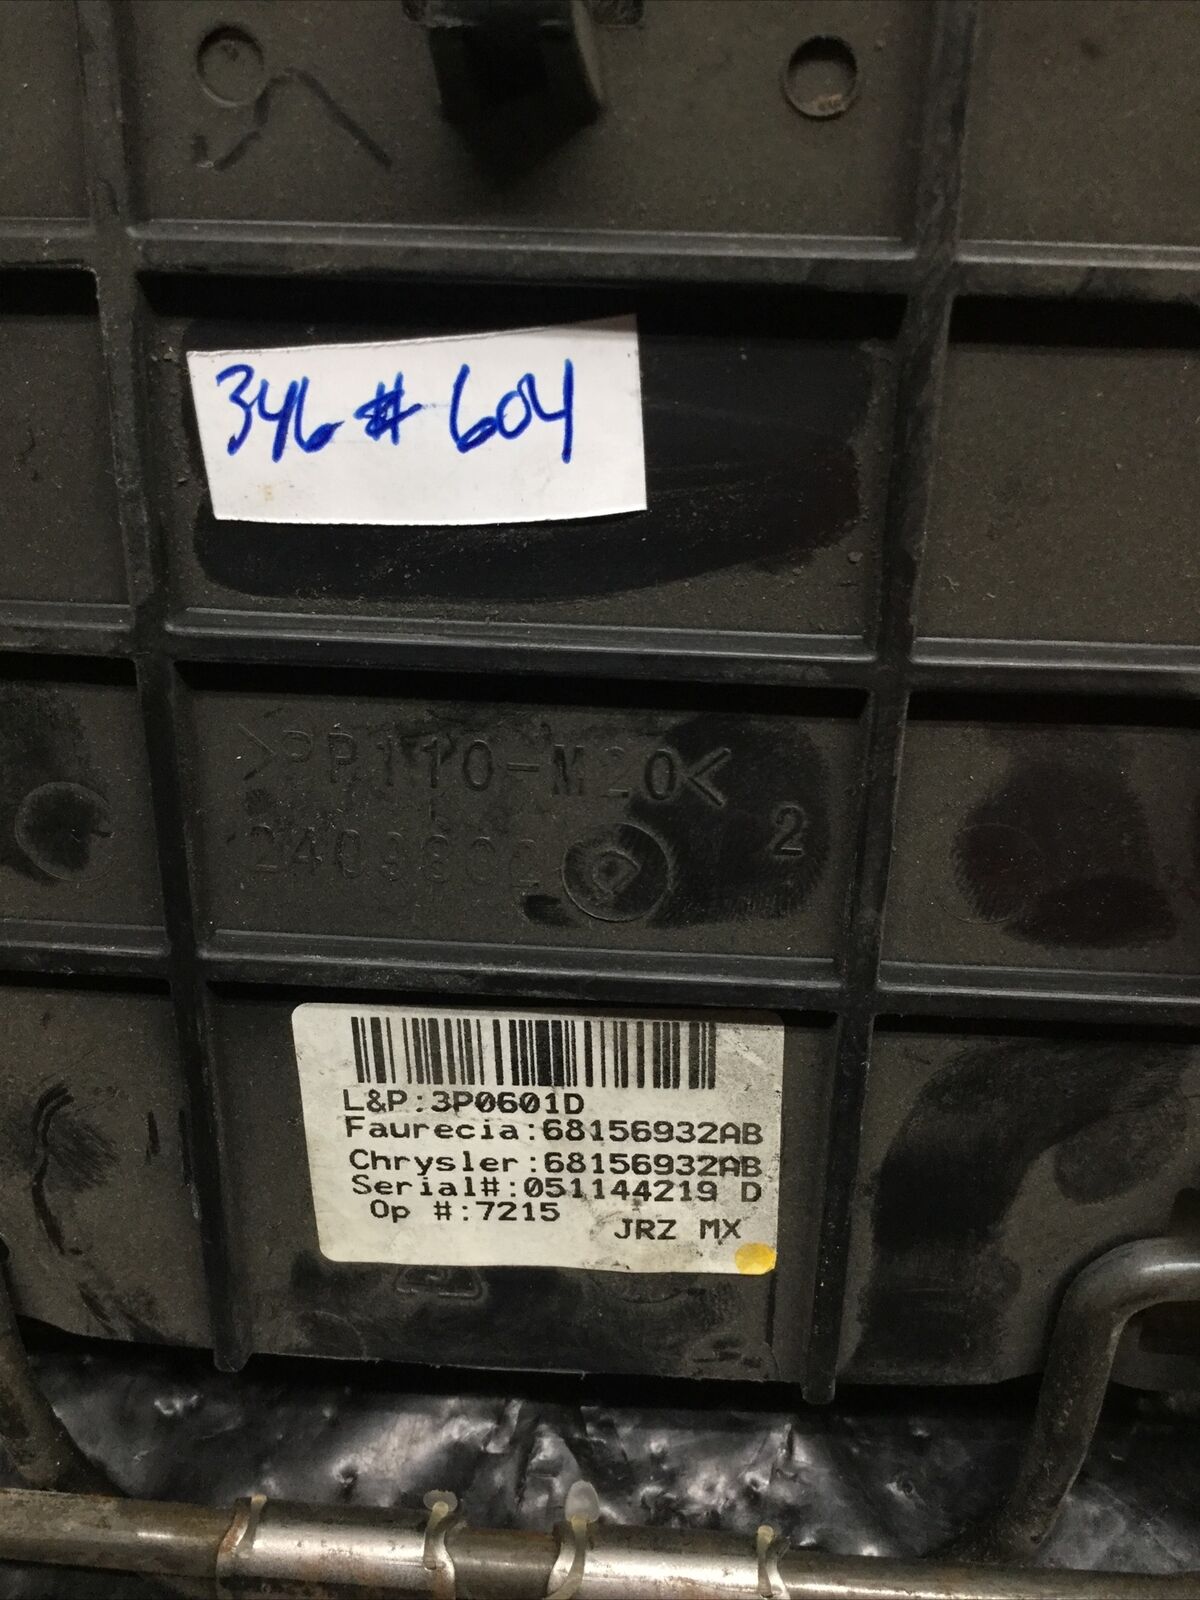 346 # 604
>PP110-M20<
2
L&P:3P0601D
Faurecia:68156932AB
Chrysler:68156932AB
Serial#:051144219 D
Op #:7215
JRZ MX